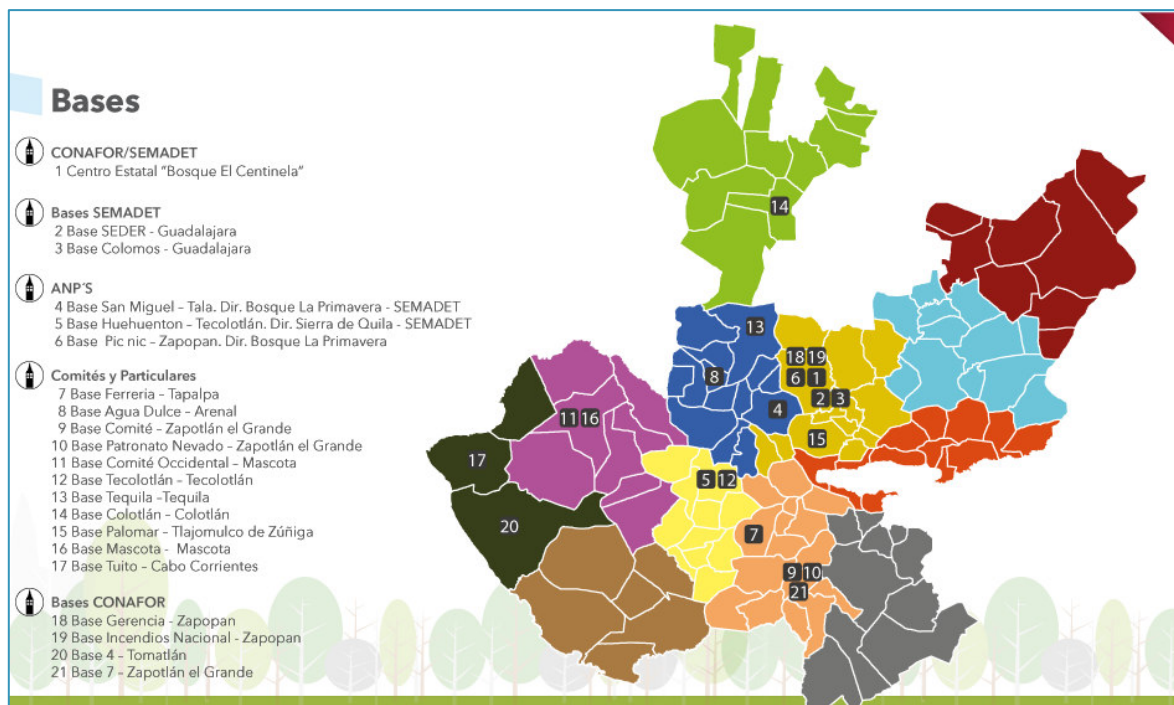 Bases
CONAFOR/SEMADET
1 Centro Estatal "Bosque El Centinela"
Bases SEMADET
2 Base SEDER - Guadalajara
3 Base Colomos - Guadalajara
ANP´S
4 Base San Miguel – Tala. Dir. Bosque La Primavera - SEMADET
5 Base Huehuenton – Tecolotlán. Dir. Sierra de Quila - SEMADET
6 Base Pic nic – Zapopan. Dir. Bosque La Primavera
Comités y Particulares
7 Base Ferreria – Tapalpa
8 Base Agua Dulce – Arenal
9 Base Comité – Zapotlán el Grande
10 Base Patronato Nevado – Zapotlán el Grande
11 Base Comité Occidental – Mascota
12 Base Tecolotlán – Tecolotlán
13 Base Tequila –Tequila
14 Base Colotlán – Colotlán
15 Base Palomar – Tlajomulco de Zúñiga
16 Base Mascota - Mascota
17 Base Tuito – Cabo Corrientes
Bases CONAFOR
18 Base Gerencia - Zapopan
19 Base Incendios Nacional - Zapopan
20 Base 4 – Tomatlán
21 Base 7 – Zapotlán el Grande
14
13
18 19
8 6 1
2 3
11 16 4
15
17
5 12
20
7
9 10
21